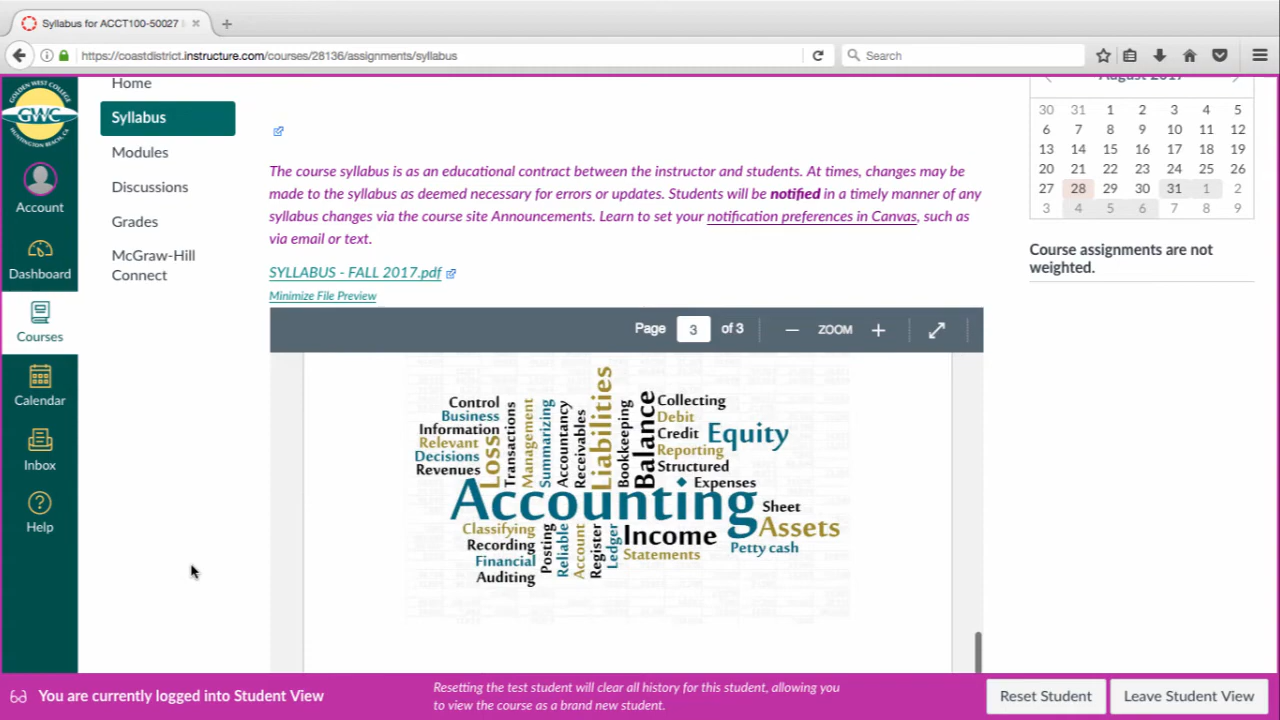 Syllabus for ACCT100-50027
https://coastdistrict.instructure.com/courses/28136/assignments/syllabus
Search
GOLDEN WEST COLLEGE
GWC
HUNTINGTON BEACH, CA
Account
Dashboard
Courses
Calendar
Inbox
Help
Home
Syllabus
Modules
Discussions
Grades
McGraw-Hill
Connect
The course syllabus is as an educational contract between the instructor and students. At times, changes may be
made to the syllabus as deemed necessary for errors or updates. Students will be notified in a timely manner of any
syllabus changes via the course site Announcements. Learn to set your notification preferences in Canvas, such as
via email or text.
SYLLABUS - FALL 2017.pdf
Minimize File Preview
Page 3 of 3 ZOOM
Control
Business
Information
Relevant
Decisions
Revenues
Loss
Transactions
Management
Summarizing
Accountancy
Receivables
Liabilities
Bookkeeping
Balance
Collecting
Debit
Credit
Equity
Reporting
Structured
Expenses
Accounting
Sheet
Assets
Petty cash
Classifying
Recording
Financial
Auditing
Posting
Reliable
Account
Register
Ledger
Income
Statements
August 2017
30 31 1 2 3 4 5
6 7 8 9 10 11 12
13 14 15 16 17 18 19
20 21 22 23 24 25 26
27 28 29 30 31 1 2
3 4 5 6 7 8 9
Course assignments are not
weighted.
You are currently logged into Student View
Resetting the test student will clear all history for this student, allowing you
to view the course as a brand new student.
Reset Student
Leave Student View